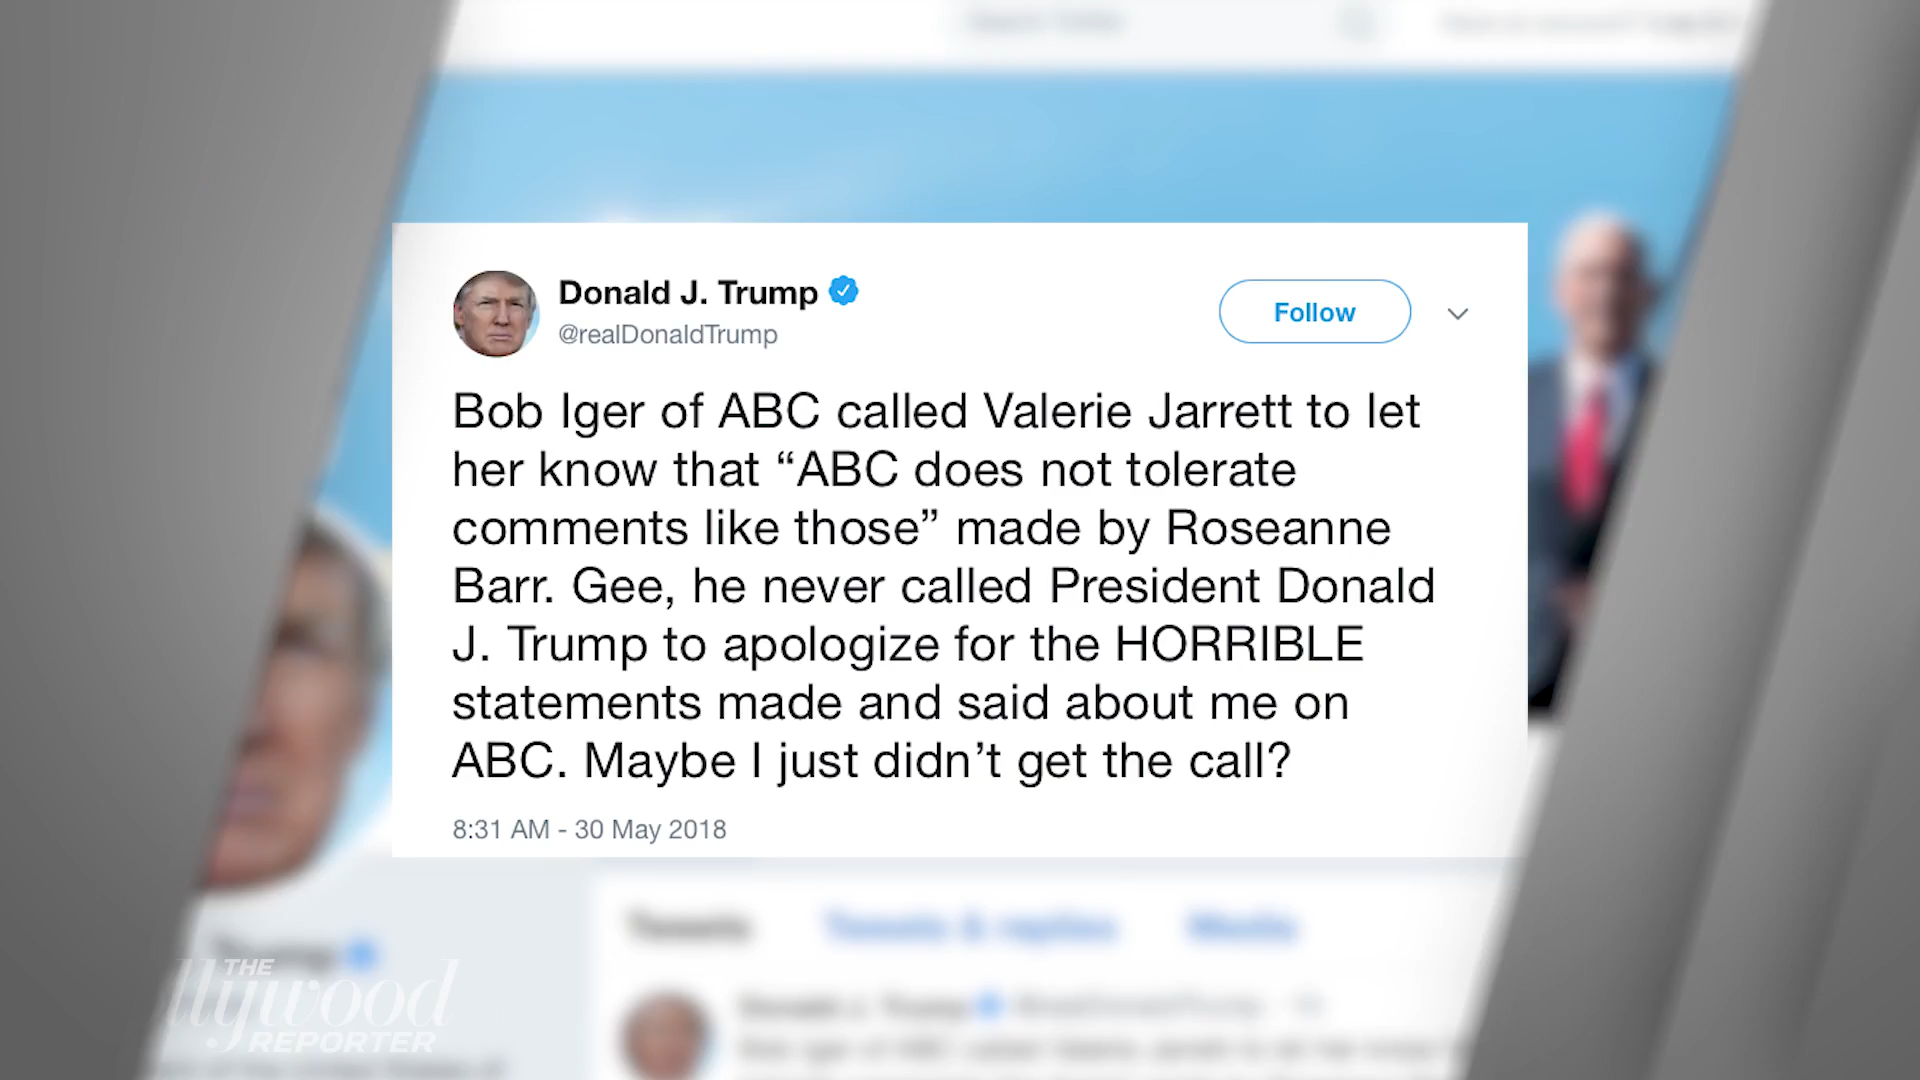 Donald J. Trump
@realDonaldTrump
Follow
Bob Iger of ABC called Valerie Jarrett to let
her know that “ABC does not tolerate
comments like those” made by Roseanne
Barr. Gee, he never called President Donald
J. Trump to apologize for the HORRIBLE
statements made and said about me on
ABC. Maybe I just didn’t get the call?
8:31 AM - 30 May 2018
Tweets Tweets & replies Media
THE
llywood
REPORTER